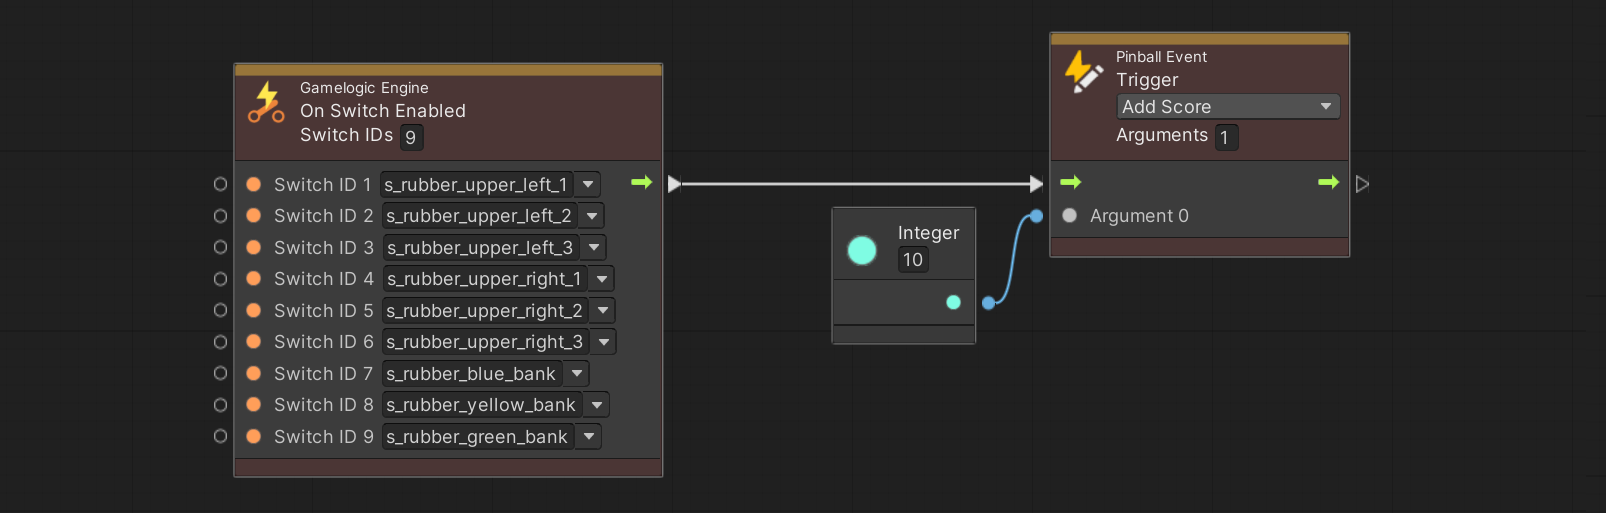 Gamelogic Engine
On Switch Enabled
Switch IDs 9
Switch ID 1 s_rubber_upper_left_1
Switch ID 2 s_rubber_upper_left_2
Switch ID 3 s_rubber_upper_left_3
Switch ID 4 s_rubber_upper_right_1
Switch ID 5 s_rubber_upper_right_2
Switch ID 6 s_rubber_upper_right_3
Switch ID 7 s_rubber_blue_bank
Switch ID 8 s_rubber_yellow_bank
Switch ID 9 s_rubber_green_bank
Integer
10
Pinball Event
Trigger
Add Score
Arguments 1
Argument 0